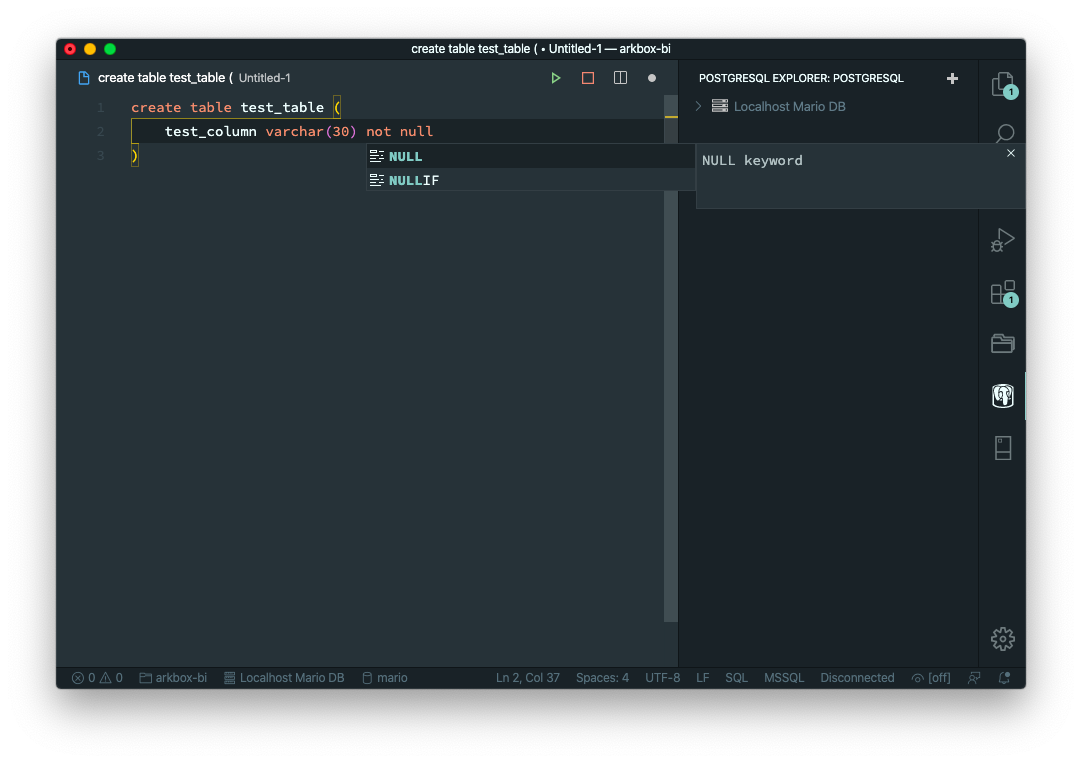 create table test_table ( • Untitled-1 — arkbox-bi
create table test_table ( Untitled-1
POSTGRESQL EXPLORER: POSTGRESQL
Localhost Mario DB
1 create table test_table (
2 test_column varchar(30) not null
3 )
NULL
NULLIF
NULL keyword
1
1
0 0 arkbox-bi Localhost Mario DB mario Ln 2, Col 37 Spaces: 4 UTF-8 LF SQL MSSQL Disconnected [off]